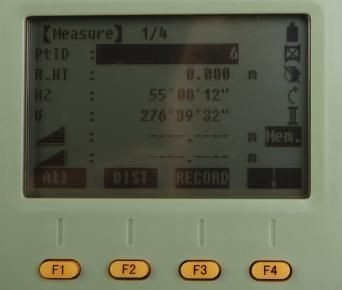 【Measure】 1/4
PtID : 6
R.HT : 0.000 m
HZ : 55°08'12"
V : 276°39'32"
: ----.---- m Mem.
: ----.---- m
All DIST RECORD ↓
F1 F2 F3 F4